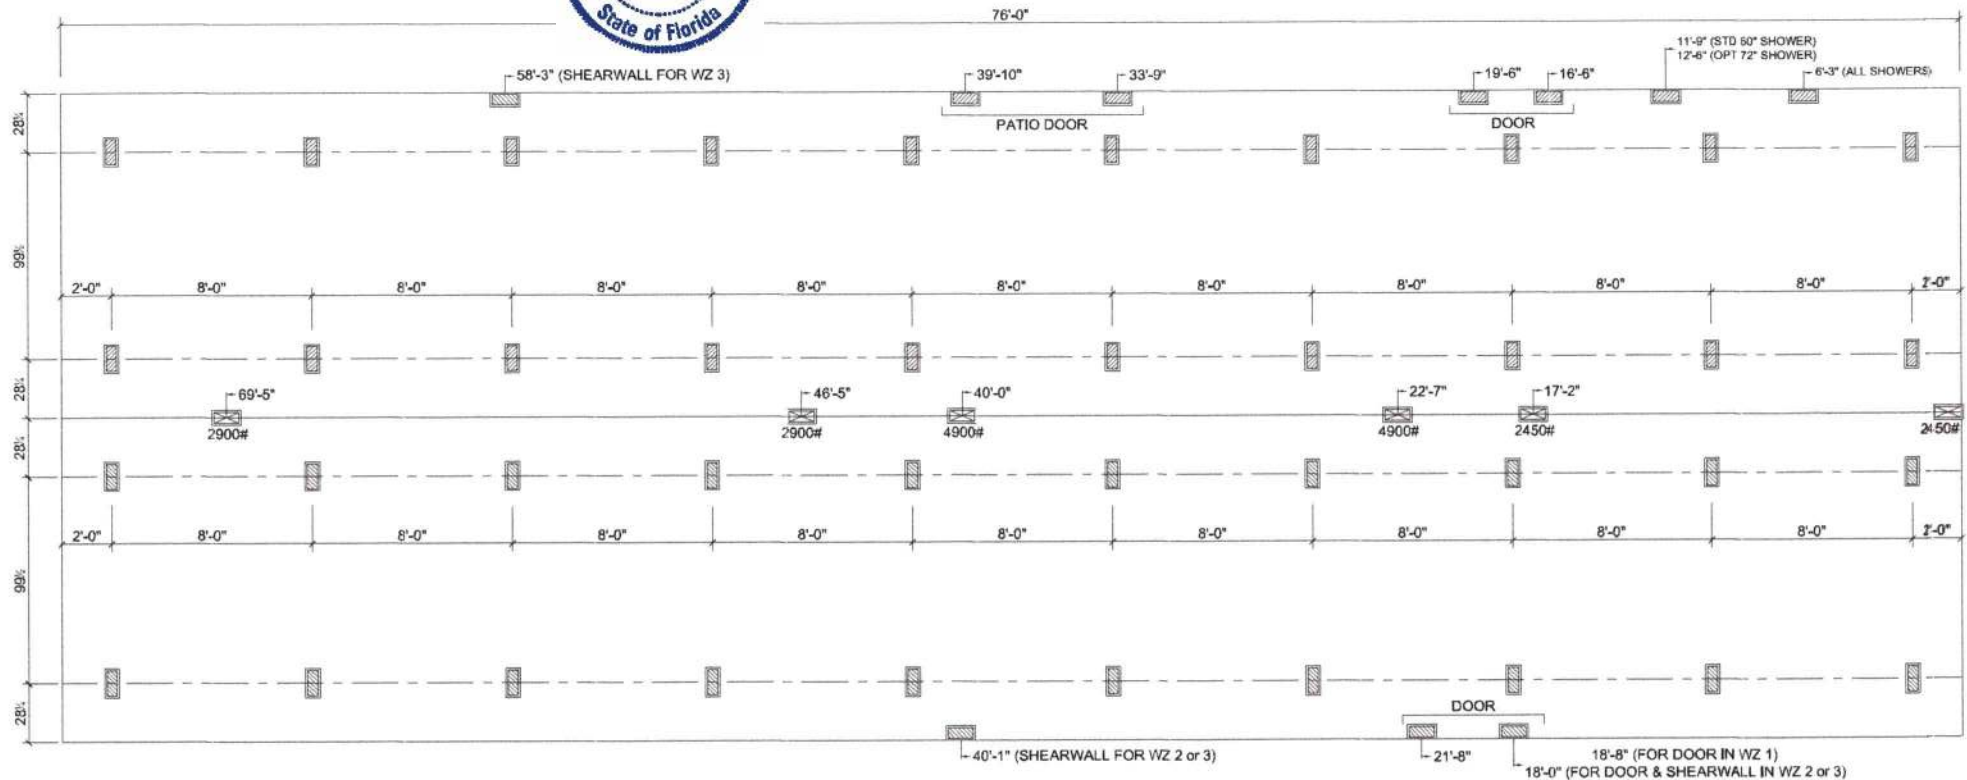 State of Florida
76'-0"
58'-3" (SHEARWALL FOR WZ 3)
39'-10"
33'-9"
19'-6"
16'-6"
11'-9" (STD 60" SHOWER)
12'-6" (OPT 72" SHOWER)
6'-3" (ALL SHOWERS)
PATIO DOOR
DOOR
28¼
99½
2'-0" 8'-0" 8'-0" 8'-0" 8'-0" 8'-0" 8'-0" 8'-0" 8'-0" 8'-0" 2'-0"
28¼
69'-5"
46'-5"
40'-0"
22'-7"
17'-2"
2900# 2900# 4900# 4900# 2450# 2450#
28¼
2'-0" 8'-0" 8'-0" 8'-0" 8'-0" 8'-0" 8'-0" 8'-0" 8'-0" 8'-0" 2'-0"
99½
28¼
DOOR
40'-1" (SHEARWALL FOR WZ 2 or 3)
21'-8"
18'-8" (FOR DOOR IN WZ 1)
18'-0" (FOR DOOR & SHEARWALL IN WZ 2 or 3)